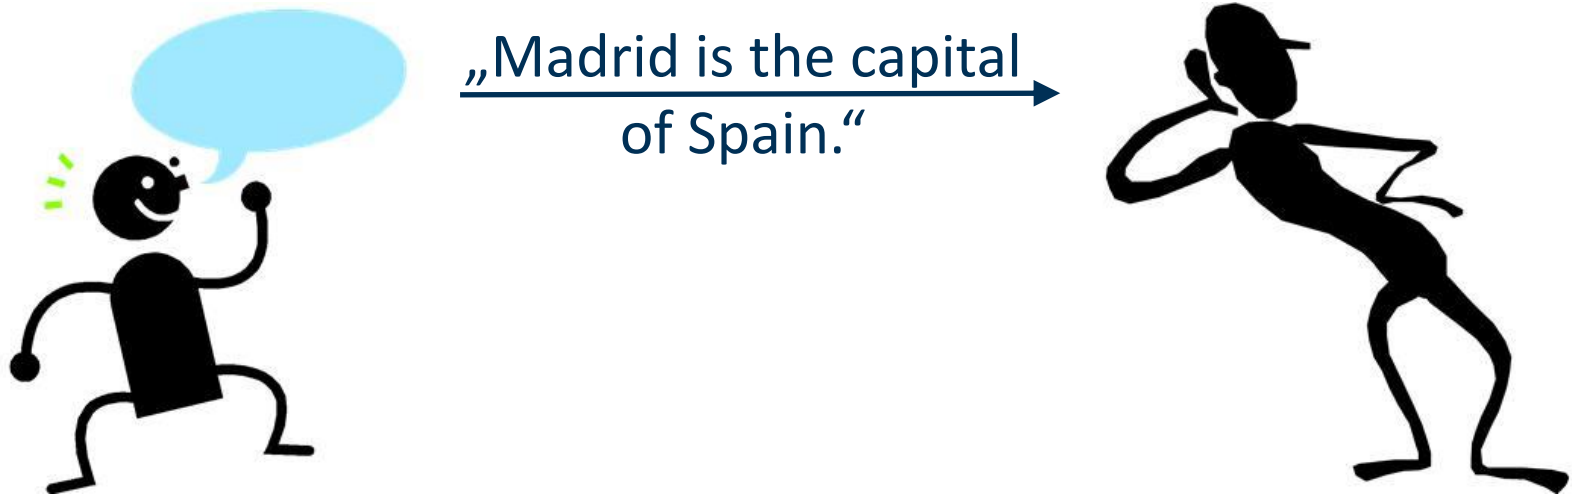 „Madrid is the capital
of Spain.“